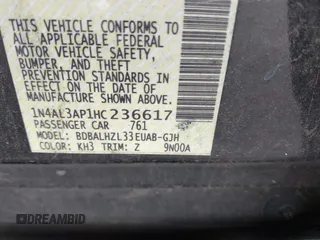 THIS VEHICLE CONFORMS TO
ALL APPLICABLE FEDERAL
MOTOR VEHICLE SAFETY,
BUMPER, AND THEFT
PREVENTION STANDARDS IN
EFFECT ON THE DATE OF
MANUFACTURE SHOWN ABOVE.
1N4AL3AP1HC236617
PASSENGER CAR 761
MODEL: BDBALHZL33EUAB-GJH
COLOR: KH3 TRIM: Z 9N00A
DREAMBID